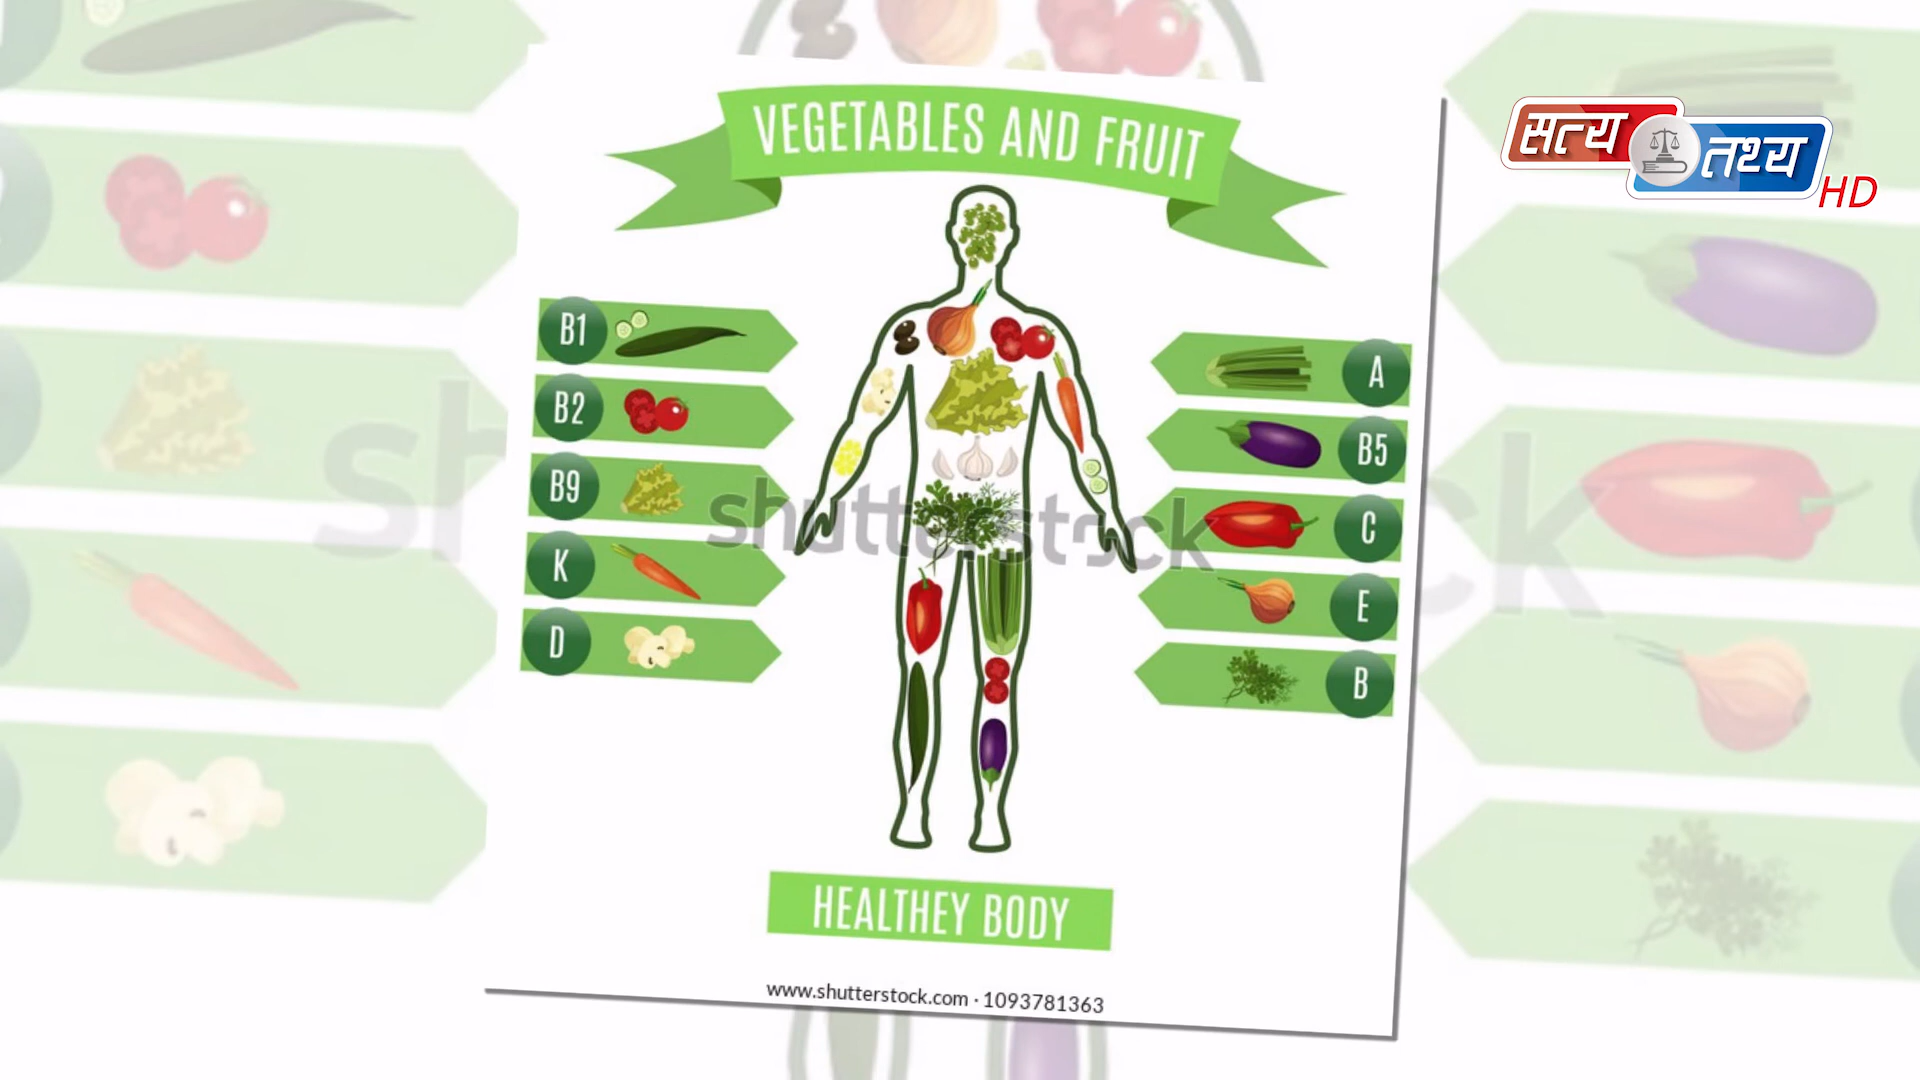 VEGETABLES AND FRUIT
सत्य
तथ्य
HD
B1
B2
B9
K
D
A
B5
C
E
B
shutterstock
HEALTHEY BODY
www.shutterstock.com · 1093781363